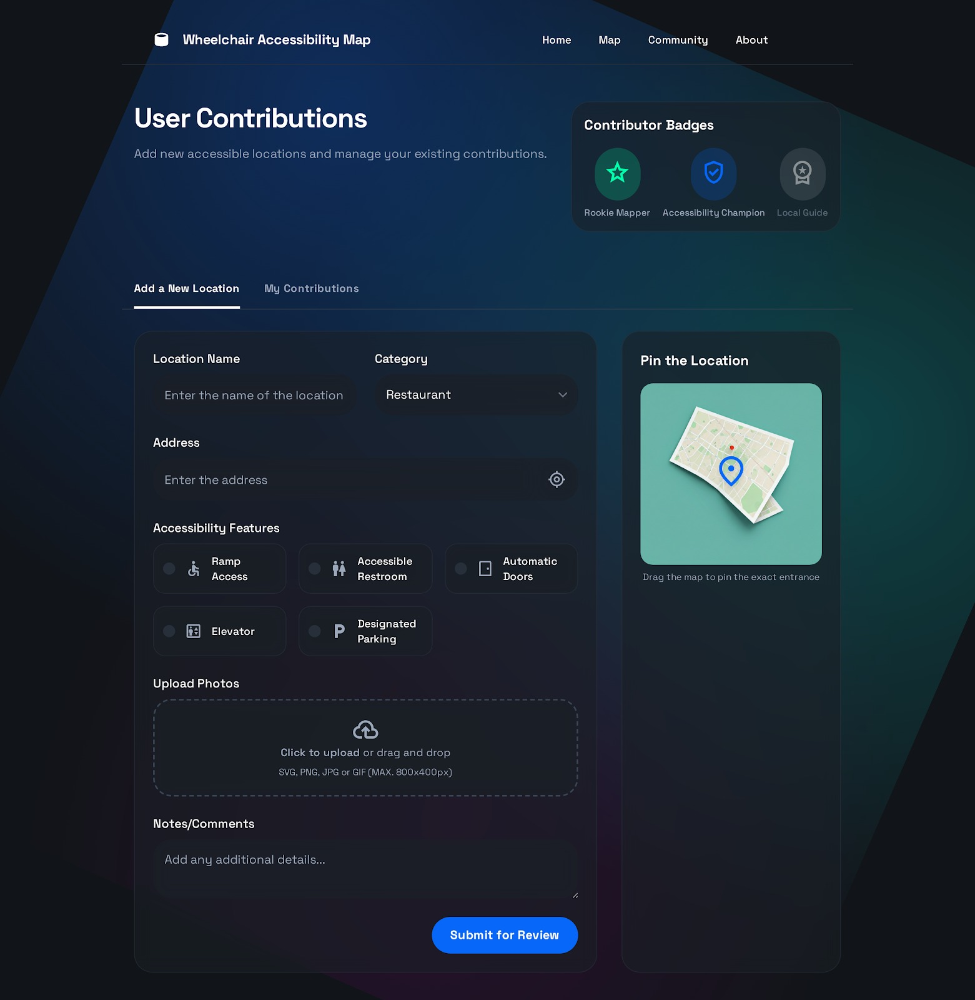 Wheelchair Accessibility Map
Home
Map
Community
About
User Contributions
Add new accessible locations and manage your existing contributions.
Contributor Badges
Rookie Mapper
Accessibility Champion
Local Guide
Add a New Location
My Contributions
Location Name
Enter the name of the location
Category
Restaurant
Address
Enter the address
Accessibility Features
Ramp
Access
Accessible
Restroom
Automatic
Doors
Elevator
P
Designated
Parking
Upload Photos
Click to upload or drag and drop
SVG, PNG, JPG or GIF (MAX. 800x400px)
Notes/Comments
Add any additional details...
Submit for Review
Pin the Location
Drag the map to pin the exact entrance